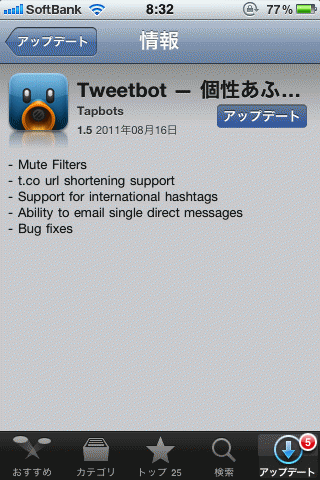 SoftBank 8:32 77%
アップデート 情報
Tweetbot — 個性あふ...
Tapbots
アップデート
1.5 2011年08月16日
- Mute Filters
- t.co url shortening support
- Support for international hashtags
- Ability to email single direct messages
- Bug fixes
5
おすすめ カテゴリ トップ 25 検索 アップデート